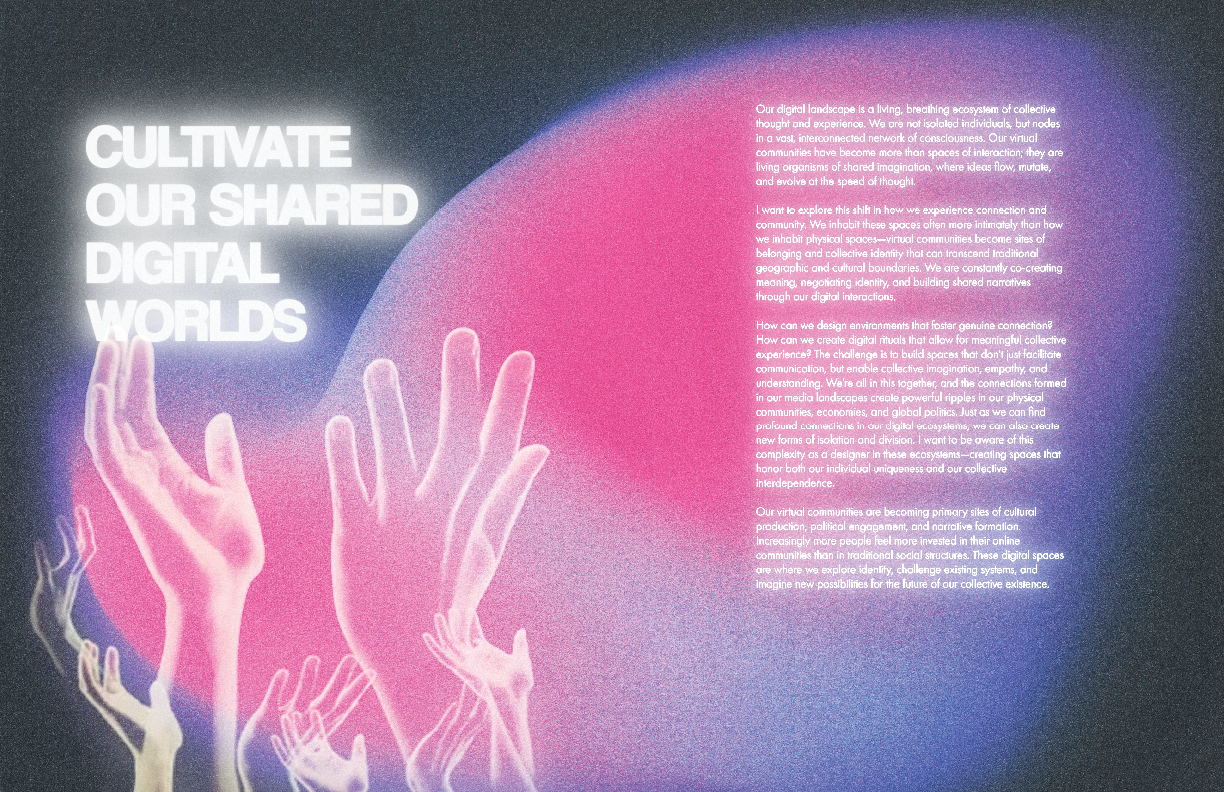 CULTIVATE
OUR SHARED
DIGITAL
WORLDS
Our digital landscape is a living, breathing ecosystem of collective
thought and experience. We are not isolated individuals, but nodes
in a vast, interconnected network of consciousness. Our virtual
communities have become more than spaces of interaction; they are
living organisms of shared imagination, where ideas flow, mutate,
and evolve at the speed of thought.
I want to explore this shift in how we experience connection and
community. We inhabit these spaces often more intimately than how
we inhabit physical spaces—virtual communities become sites of
belonging and collective identity that can transcend traditional
geographic and cultural boundaries. We are constantly co-creating
meaning, negotiating identity, and building shared narratives
through our digital interactions.
How can we design environments that foster genuine connection?
How can we create digital rituals that allow for meaningful collective
experience? The challenge is to build spaces that don't just facilitate
communication, but enable collective imagination, empathy, and
understanding. We're all in this together, and the connections formed
in our media landscapes create powerful ripples in our physical
communities, economies, and global politics. Just as we can find
profound connections in our digital ecosystems, we can also create
new forms of isolation and division. I want to be aware of this
complexity as a designer in these ecosystems—creating spaces that
honor both our individual uniqueness and our collective
interdependence.
Our virtual communities are becoming primary sites of cultural
production, political engagement, and narrative formation.
Increasingly more people feel more invested in their online
communities than in traditional social structures. These digital spaces
are where we explore identity, challenge existing systems, and
imagine new possibilities for the future of our collective existence.